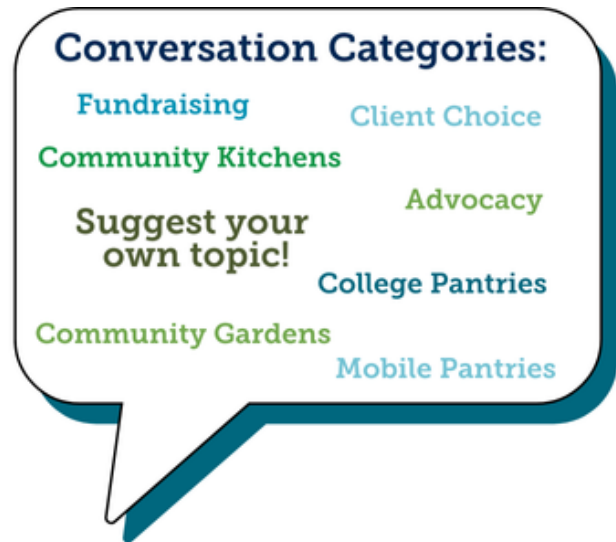 Conversation Categories:
Fundraising
Client Choice
Community Kitchens
Advocacy
Suggest your
own topic!
College Pantries
Community Gardens
Mobile Pantries